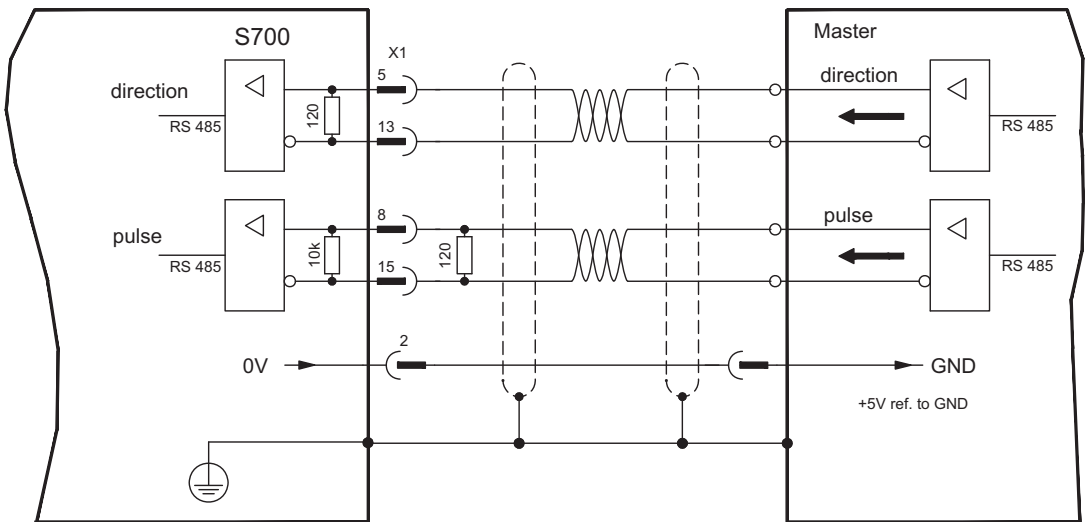 S700
X1
Master
direction
5
direction
RS 485
120
13
RS 485
pulse
8
pulse
RS 485
10k
15
120
RS 485
0V
2
GND
+5V ref. to GND